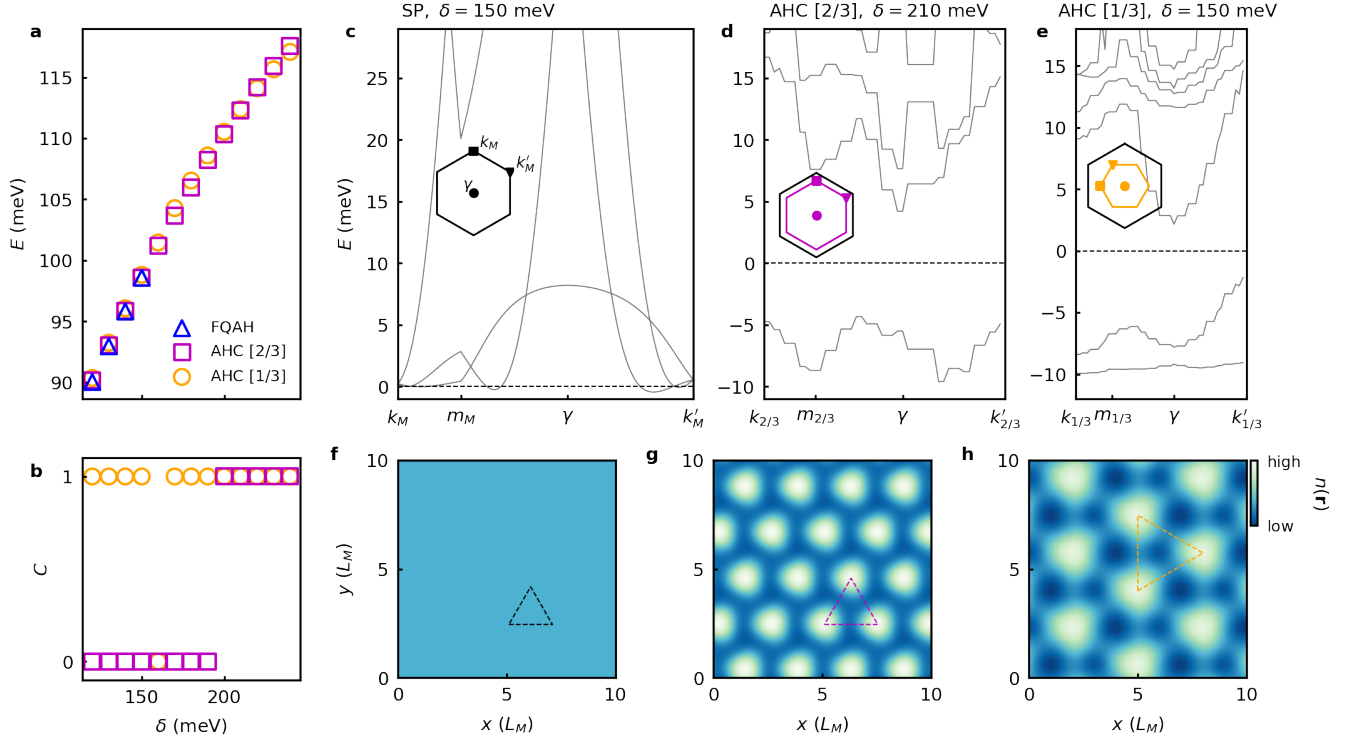 SP, δ = 150 meV
AHC [2/3], δ = 210 meV
AHC [1/3], δ = 150 meV
a
E (meV)
115
110
105
100
95
90
FQAH
AHC [2/3]
AHC [1/3]
c
E (meV)
25
20
15
10
5
0
k_M
k'_M
γ
k_M
m_M
γ
k'_M
d
15
10
5
0
−5
−10
k_{2/3}
m_{2/3}
γ
k'_{2/3}
e
15
10
5
0
−5
−10
k_{1/3}
m_{1/3}
γ
k'_{1/3}
b
C
1
0
150
200
δ (meV)
f
y (L_M)
10
5
0
0
5
10
x (L_M)
g
10
5
0
0
5
10
x (L_M)
h
10
5
0
0
5
10
x (L_M)
high
low
n(r)